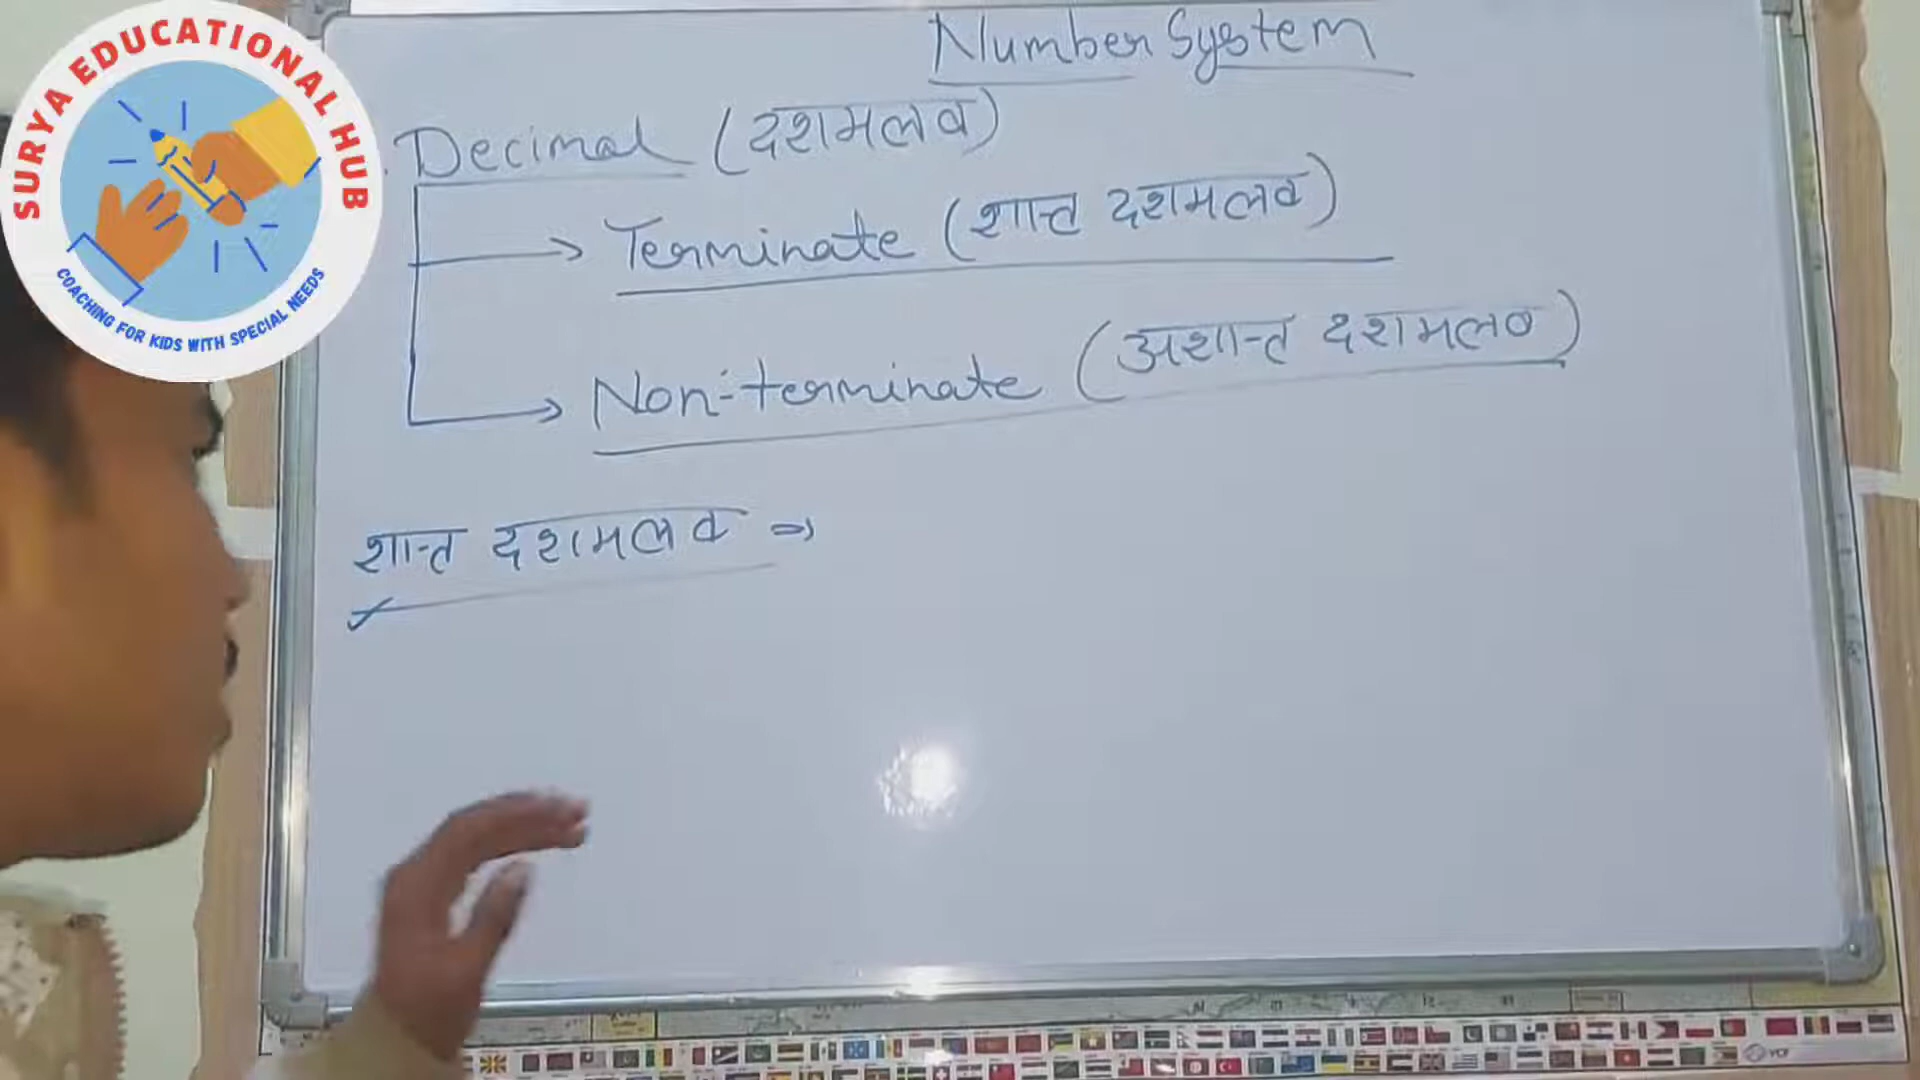 SURYA EDUCATIONAL HUB
COACHING FOR KIDS WITH SPECIAL NEEDS
Number System
Decimal (दशमलव)
Terminate (शान्त दशमलव)
Non-terminate (अशान्त दशमलव)
शान्त दशमलव ⇒